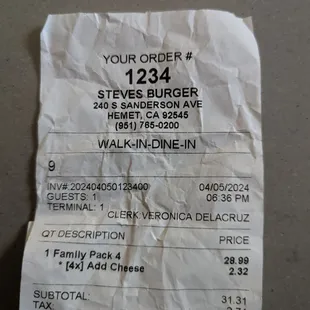 YOUR ORDER #
1234
STEVES BURGER
240 S SANDERSON AVE
HEMET, CA 92545
(951) 765-0200
WALK-IN-DINE-IN
9
INV#:202404050123400 04/05/2024
GUESTS: 1 06:36 PM
TERMINAL: 1
CLERK VERONICA DELACRUZ
QT DESCRIPTION PRICE
1 Family Pack 4 28.99
* [4x] Add Cheese 2.32
SUBTOTAL: 31.31
TAX: